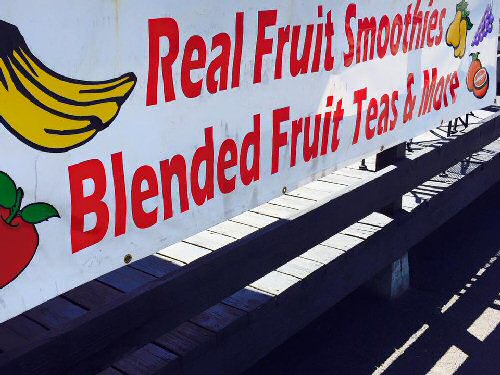 Real Fruit Smoothies
Blended Fruit Teas & More